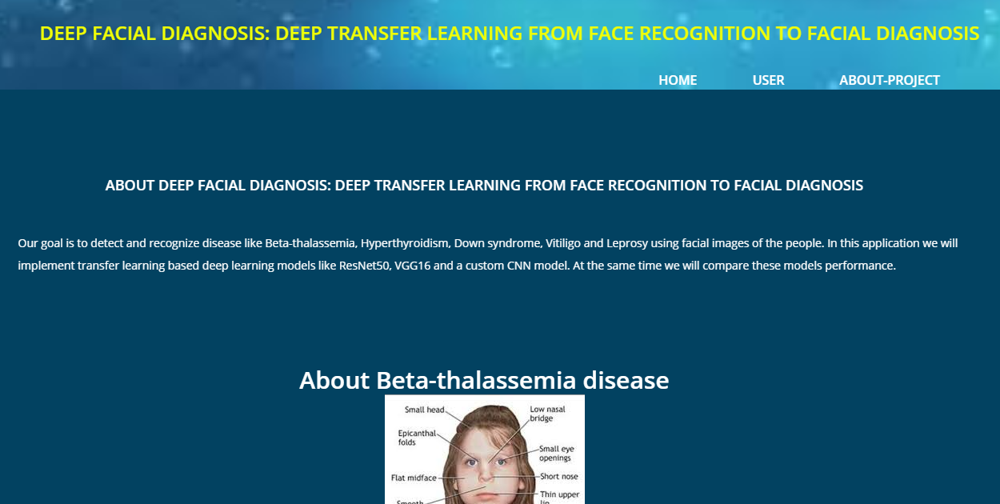 DEEP FACIAL DIAGNOSIS: DEEP TRANSFER LEARNING FROM FACE RECOGNITION TO FACIAL DIAGNOSIS
HOME USER ABOUT-PROJECT
ABOUT DEEP FACIAL DIAGNOSIS: DEEP TRANSFER LEARNING FROM FACE RECOGNITION TO FACIAL DIAGNOSIS
Our goal is to detect and recognize disease like Beta-thalassemia, Hyperthyroidism, Down syndrome, Vitiligo and Leprosy using facial images of the people. In this application we will
implement transfer learning based deep learning models like ResNet50, VGG16 and a custom CNN model. At the same time we will compare these models performance.
About Beta-thalassemia disease
Small head
Low nasal
bridge
Epicanthal
folds
Small eye
openings
Flat midface
Short nose
Thin upper
lip
Smooth